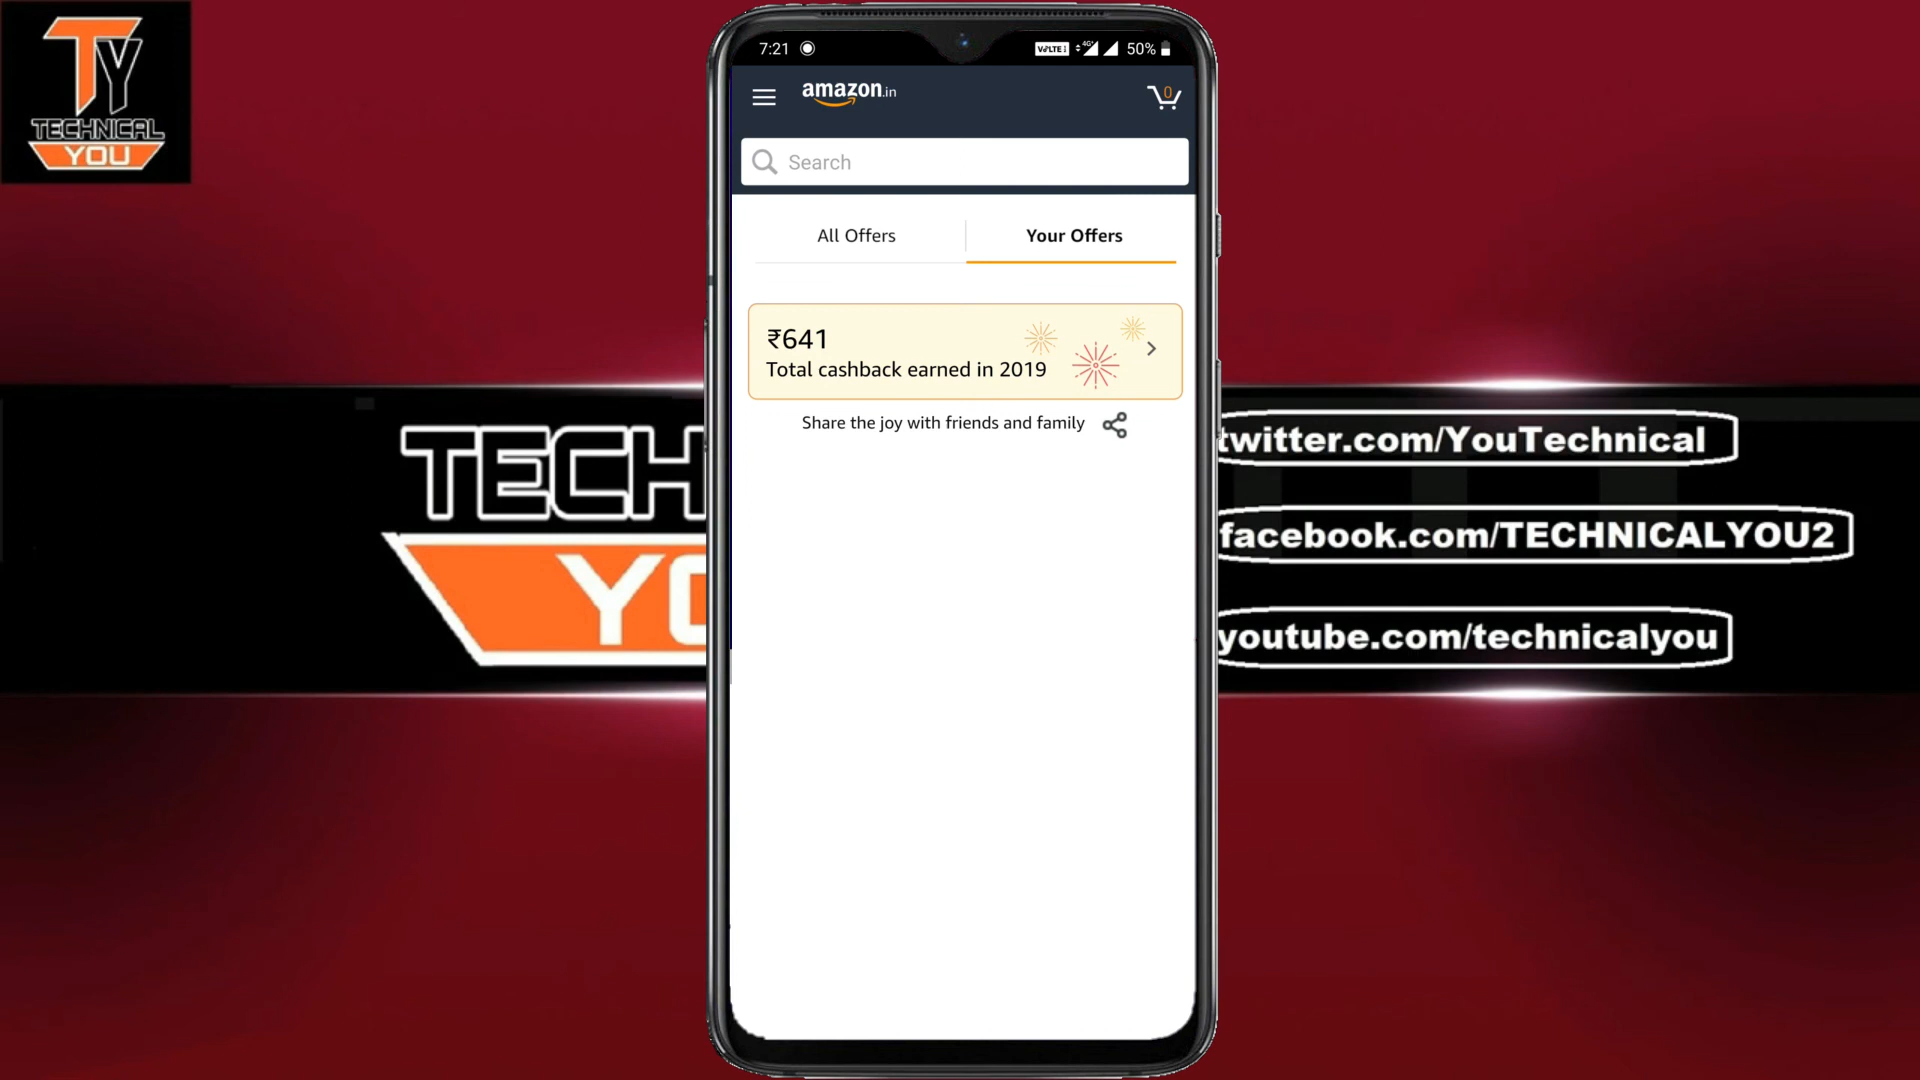 TY
TECHNICAL
YOU
7:21
VoLTE 4G 50%
amazon.in
0
Search
All Offers
Your Offers
₹641
Total cashback earned in 2019
Share the joy with friends and family
TECH
YO
twitter.com/YouTechnical
facebook.com/TECHNICALYOU2
youtube.com/technicalyou